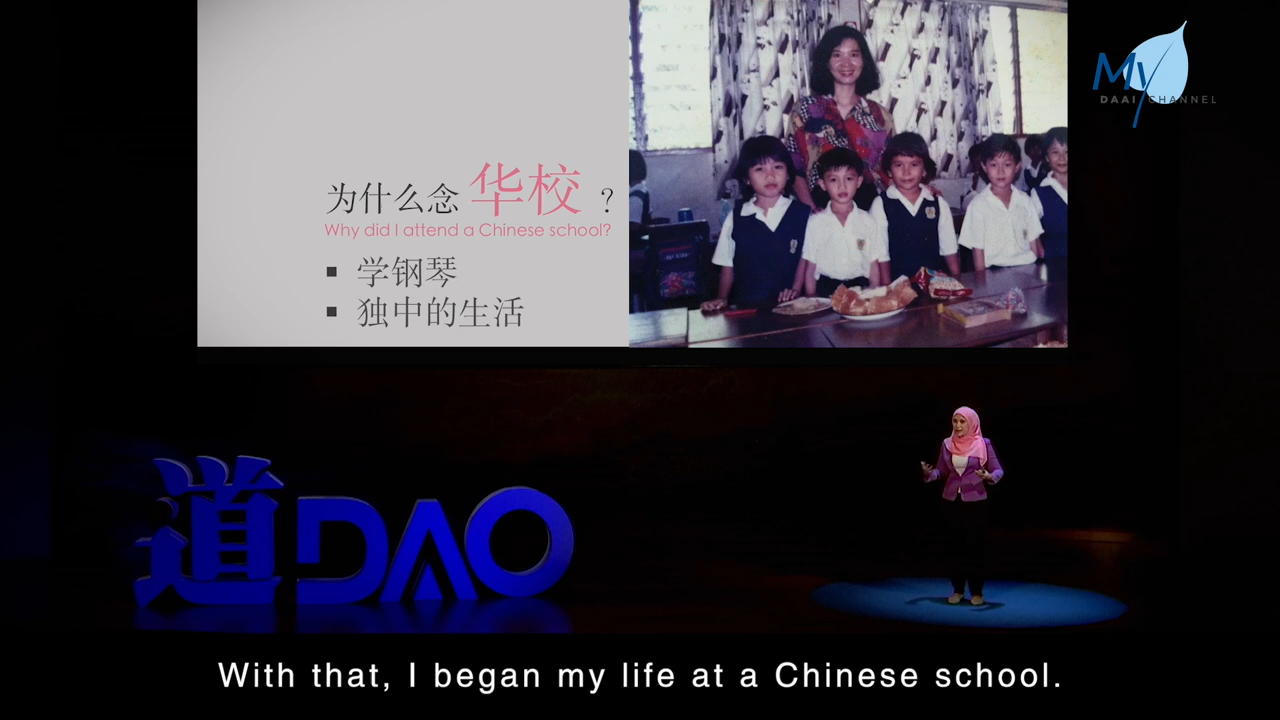 为什么念 华校 ？
Why did I attend a Chinese school?
▪ 学钢琴
▪ 独中的生活
My
DAAI CHANNEL
道DAO
With that, I began my life at a Chinese school.